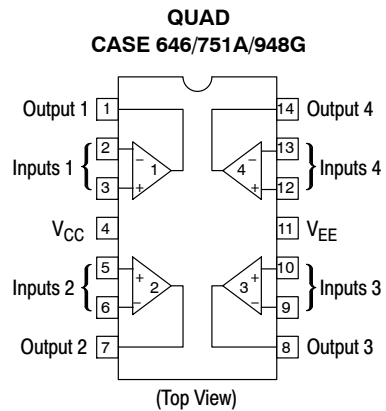 QUAD
CASE 646/751A/948G
Output 1 1 14 Output 4
2 − − 13
Inputs 1 1 4 Inputs 4
3 + + 12
VCC 4 11 VEE
5 + + 10
Inputs 2 2 3 Inputs 3
6 − − 9
Output 2 7 8 Output 3
(Top View)